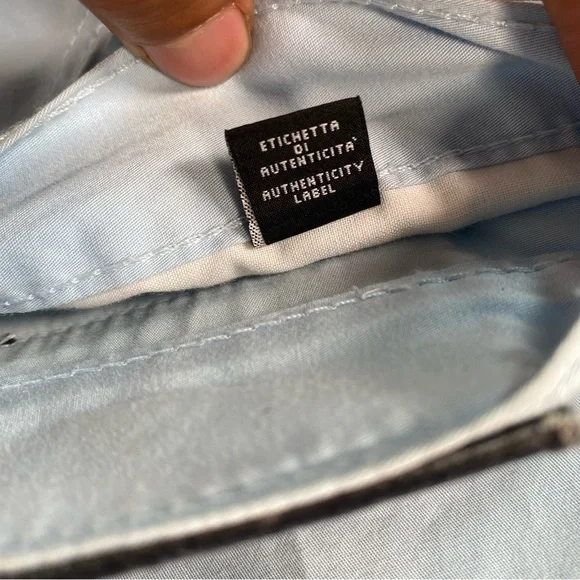 ETICHETTA
DI
AUTENTICITA'
AUTHENTICITY
LABEL